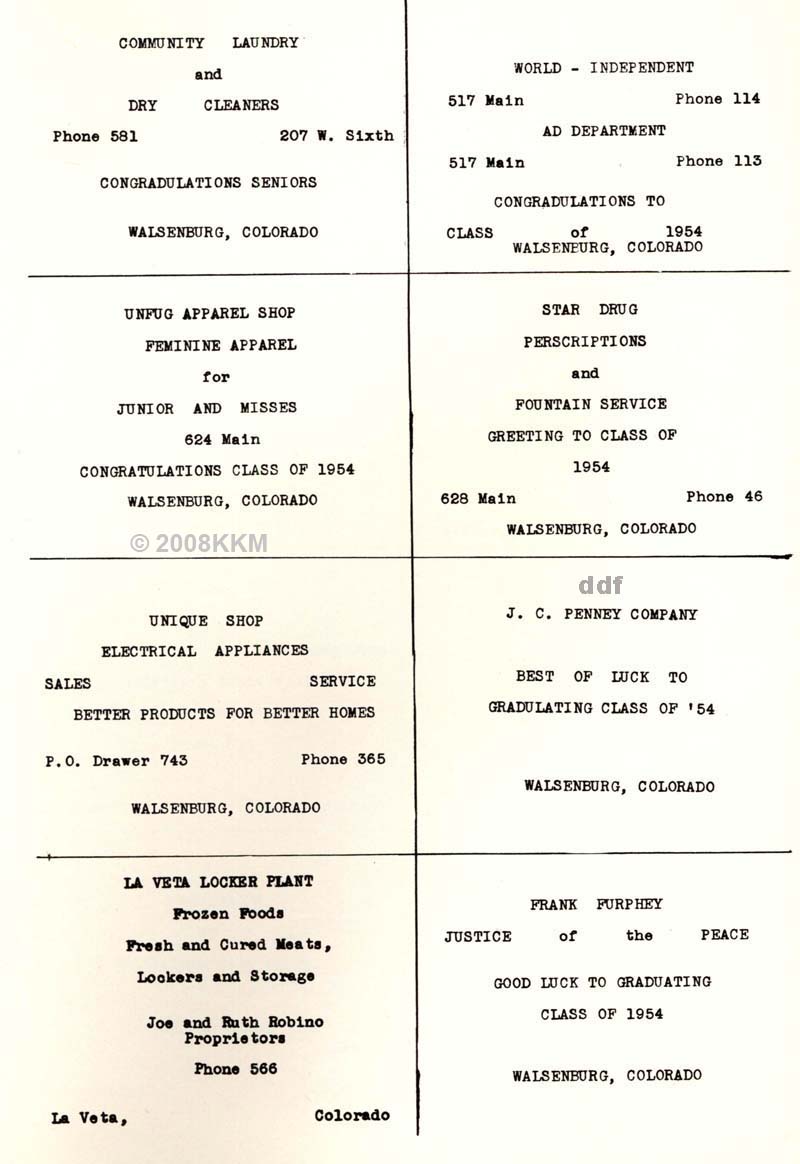 COMMUNITY LAUNDRY
and
DRY CLEANERS
Phone 581 207 W. Sixth
CONGRADULATIONS SENIORS
WALSENBURG, COLORADO
WORLD - INDEPENDENT
517 Main Phone 114
AD DEPARTMENT
517 Main Phone 113
CONGRADULATIONS TO
CLASS of 1954
WALSENBURG, COLORADO
UNFUG APPAREL SHOP
FEMININE APPAREL
for
JUNIOR AND MISSES
624 Main
CONGRATULATIONS CLASS OF 1954
WALSENBURG, COLORADO
© 2008KKM
STAR DRUG
PERSCRIPTIONS
and
FOUNTAIN SERVICE
GREETING TO CLASS OF
1954
628 Main Phone 46
WALSENBURG, COLORADO
UNIQUE SHOP
ELECTRICAL APPLIANCES
SALES SERVICE
BETTER PRODUCTS FOR BETTER HOMES
P.O. Drawer 743 Phone 365
WALSENBURG, COLORADO
ddf
J. C. PENNEY COMPANY
BEST OF LUCK TO
GRADULATING CLASS OF '54
WALSENBURG, COLORADO
LA VETA LOCKER PLANT
Frozen Foods
Fresh and Cured Meats,
Lockers and Storage
Joe and Ruth Robino
Proprietors
Phone 566
La Veta, Colorado
FRANK FURPHEY
JUSTICE of the PEACE
GOOD LUCK TO GRADUATING
CLASS OF 1954
WALSENBURG, COLORADO